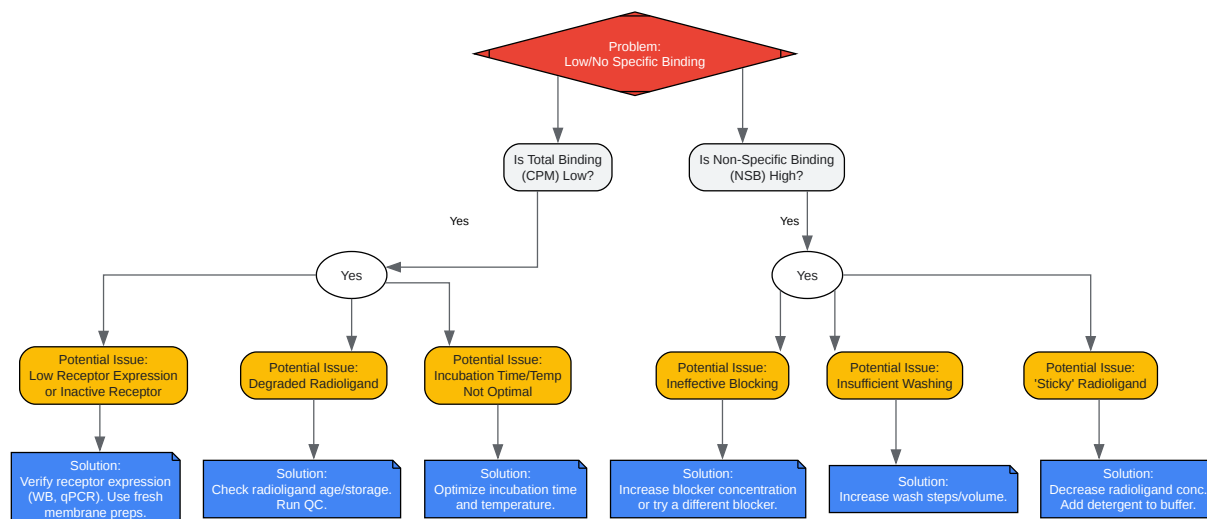 Problem:
Low/No Specific Binding
Is Total Binding
(CPM) Low?
Is Non-Specific Binding
(NSB) High?
Yes
Yes
Yes
Yes
Potential Issue:
Low Receptor Expression
or Inactive Receptor
Potential Issue:
Degraded Radioligand
Potential Issue:
Incubation Time/Temp
Not Optimal
Potential Issue:
Ineffective Blocking
Potential Issue:
Insufficient Washing
Potential Issue:
'Sticky' Radioligand
Solution:
Verify receptor expression
(WB, qPCR). Use fresh
membrane preps.
Solution:
Check radioligand age/storage.
Run QC.
Solution:
Optimize incubation time
and temperature.
Solution:
Increase blocker concentration
or try a different blocker.
Solution:
Increase wash steps/volume.
Solution:
Decrease radioligand conc.
Add detergent to buffer.